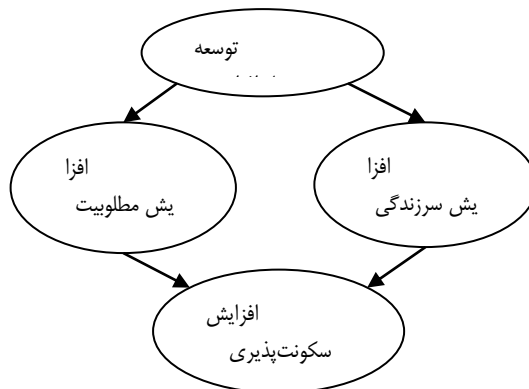 توسعه
افزا
یش مطلوبیت
افزا
یش سرزندگی
افزایش
سکونت‌پذیری